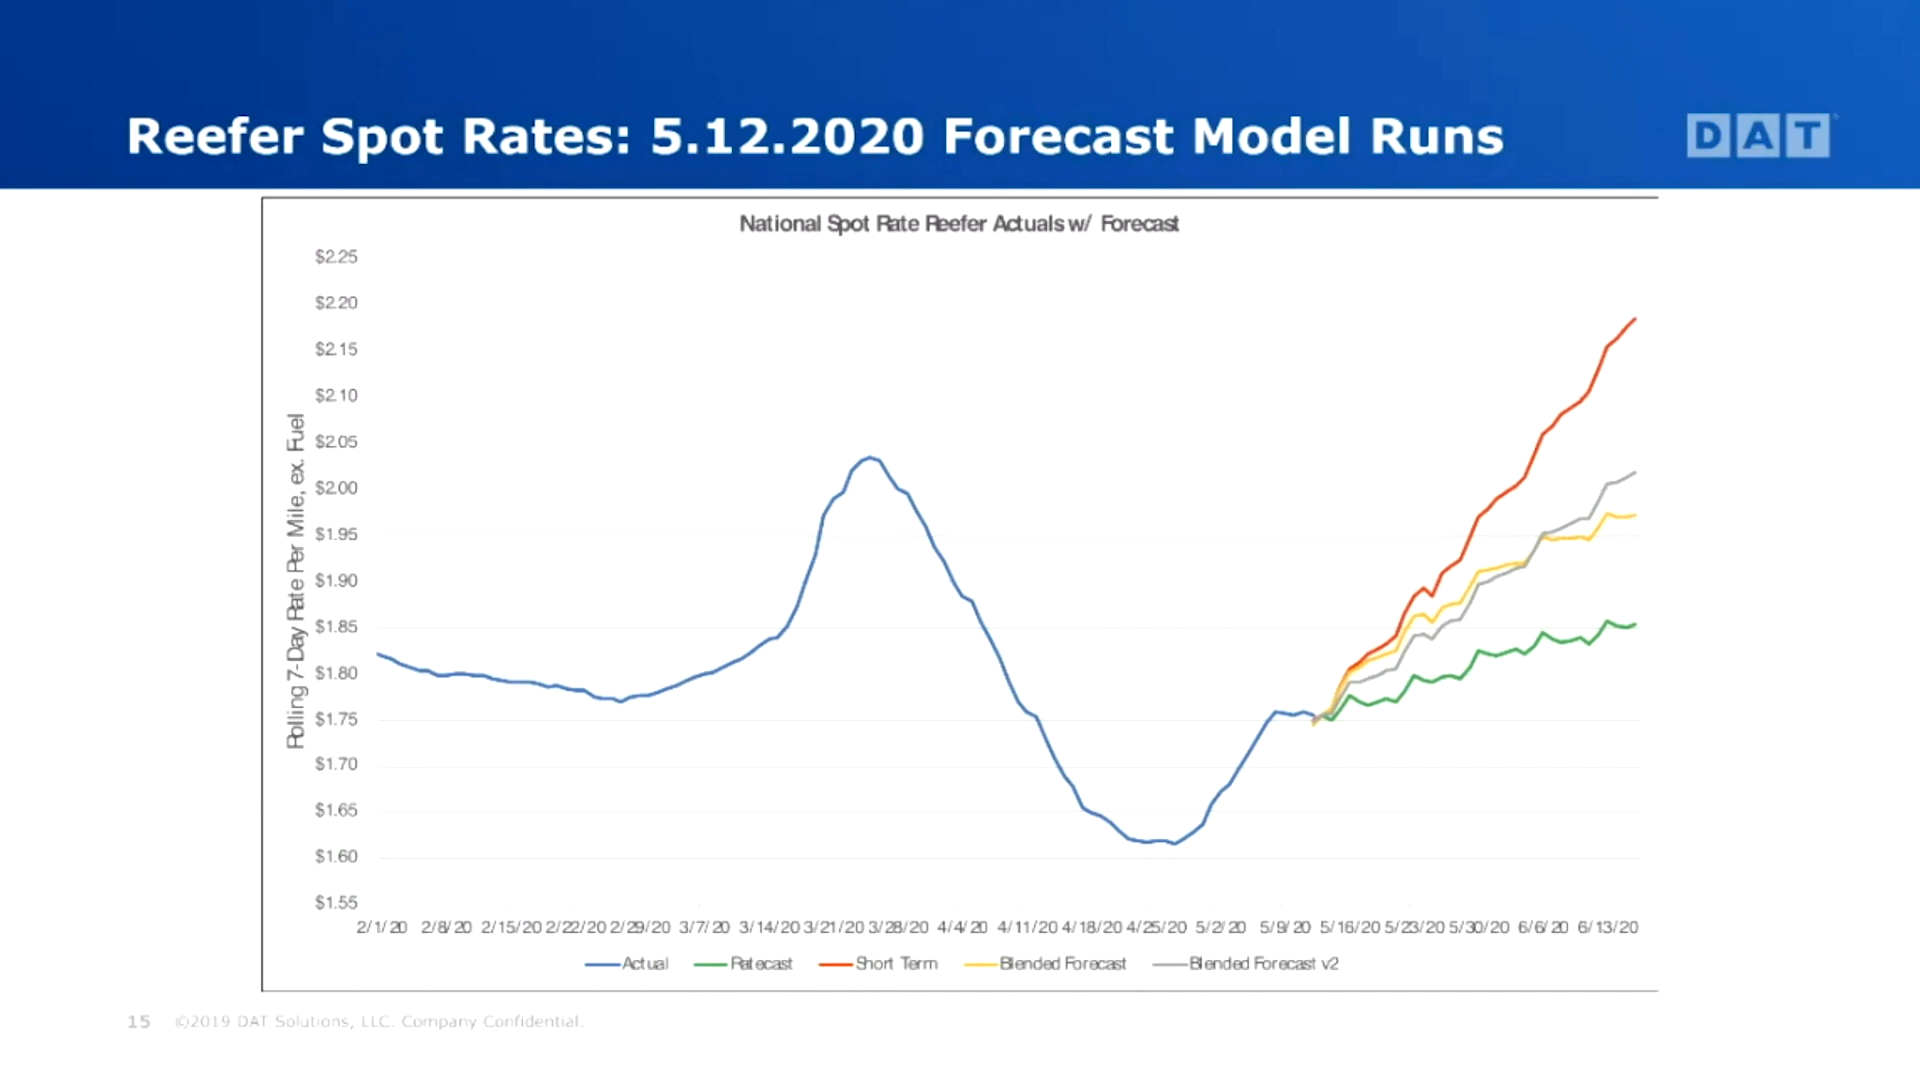 Reefer Spot Rates: 5.12.2020 Forecast Model Runs
DAT
National Spot Rate Reefer Actuals w/ Forecast
Rolling 7-Day Rate Per Mile, ex. Fuel
$2.25
$2.20
$2.15
$2.10
$2.05
$2.00
$1.95
$1.90
$1.85
$1.80
$1.75
$1.70
$1.65
$1.60
$1.55
2/1/20 2/8/20 2/15/20 2/22/20 2/29/20 3/7/20 3/14/20 3/21/20 3/28/20 4/4/20 4/11/20 4/18/20 4/25/20 5/2/20 5/9/20 5/16/20 5/23/20 5/30/20 6/6/20 6/13/20
Actual Ratecast Short Term Blended Forecast Blended Forecast v2
15 ©2019 DAT Solutions, LLC. Company Confidential.